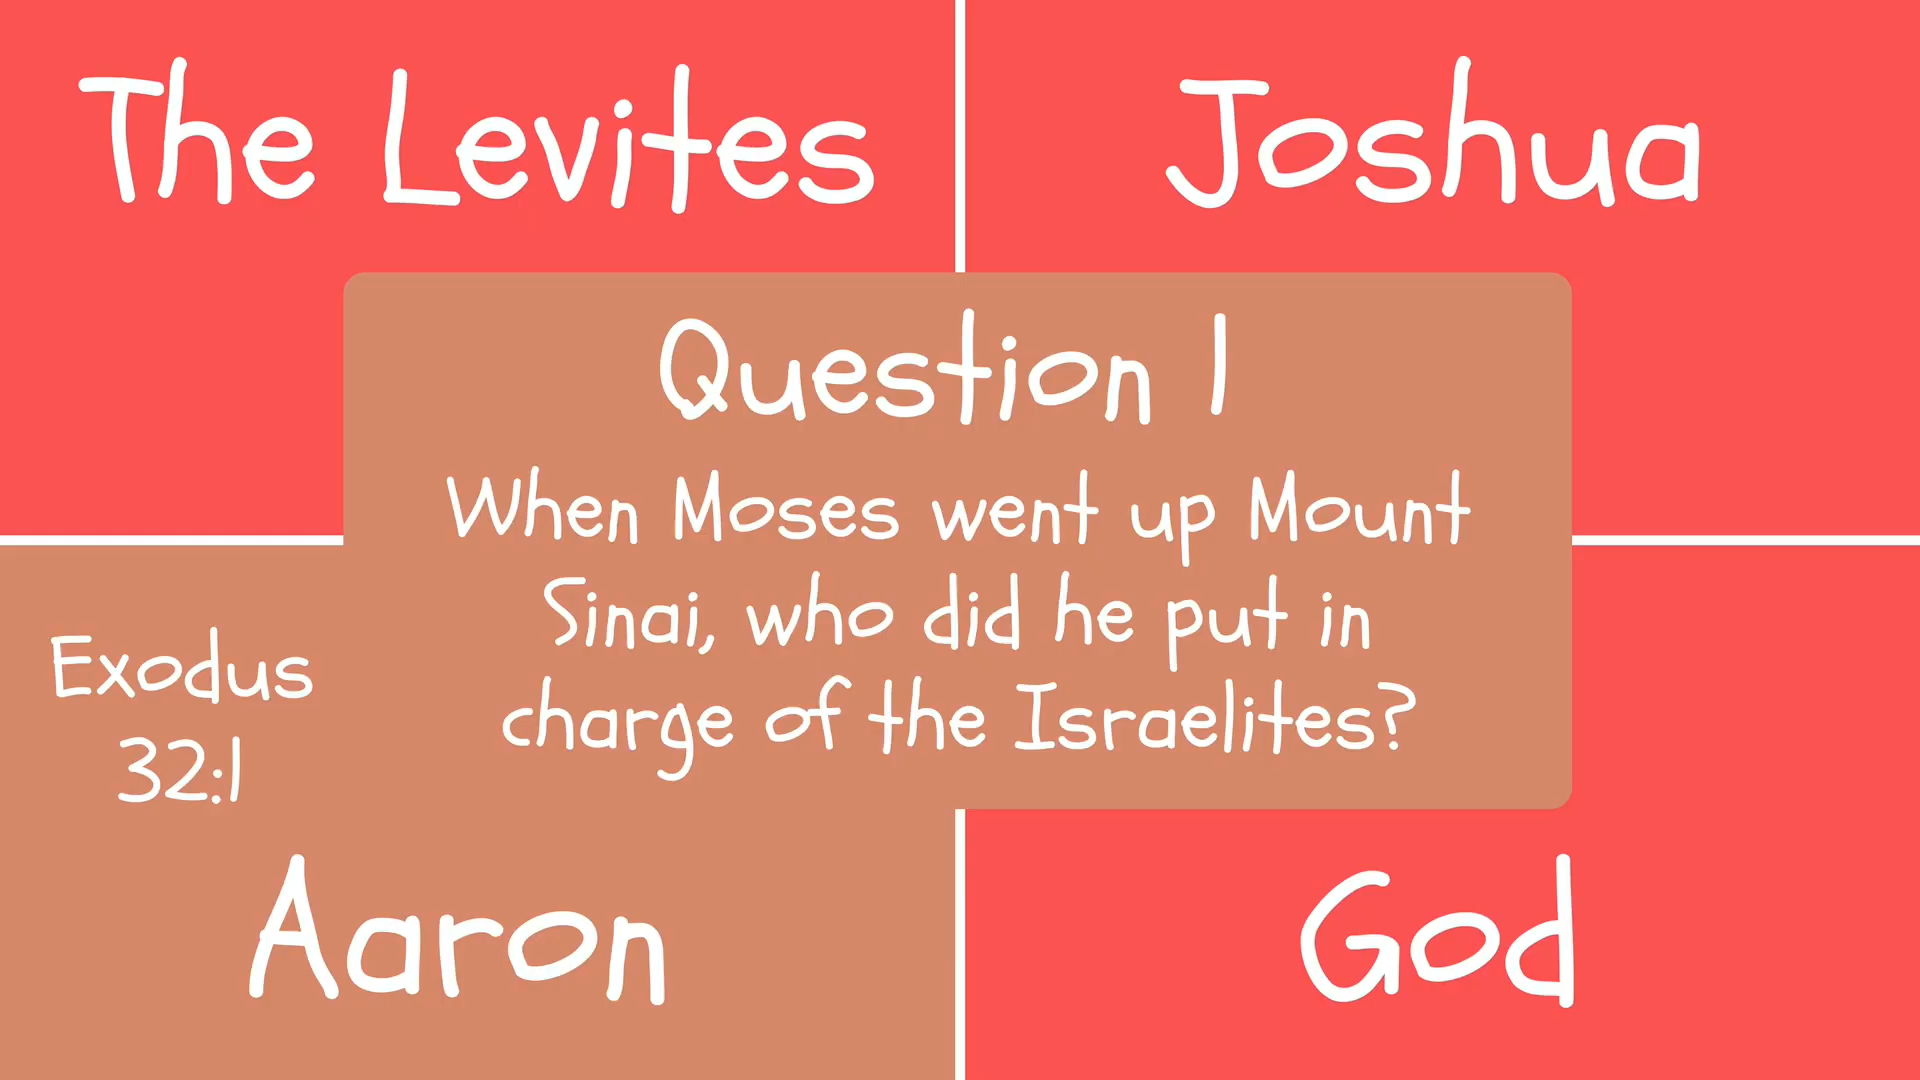 The Levites
Joshua
Question 1
When Moses went up Mount
Sinai, who did he put in
charge of the Israelites?
Exodus
32:1
Aaron
God